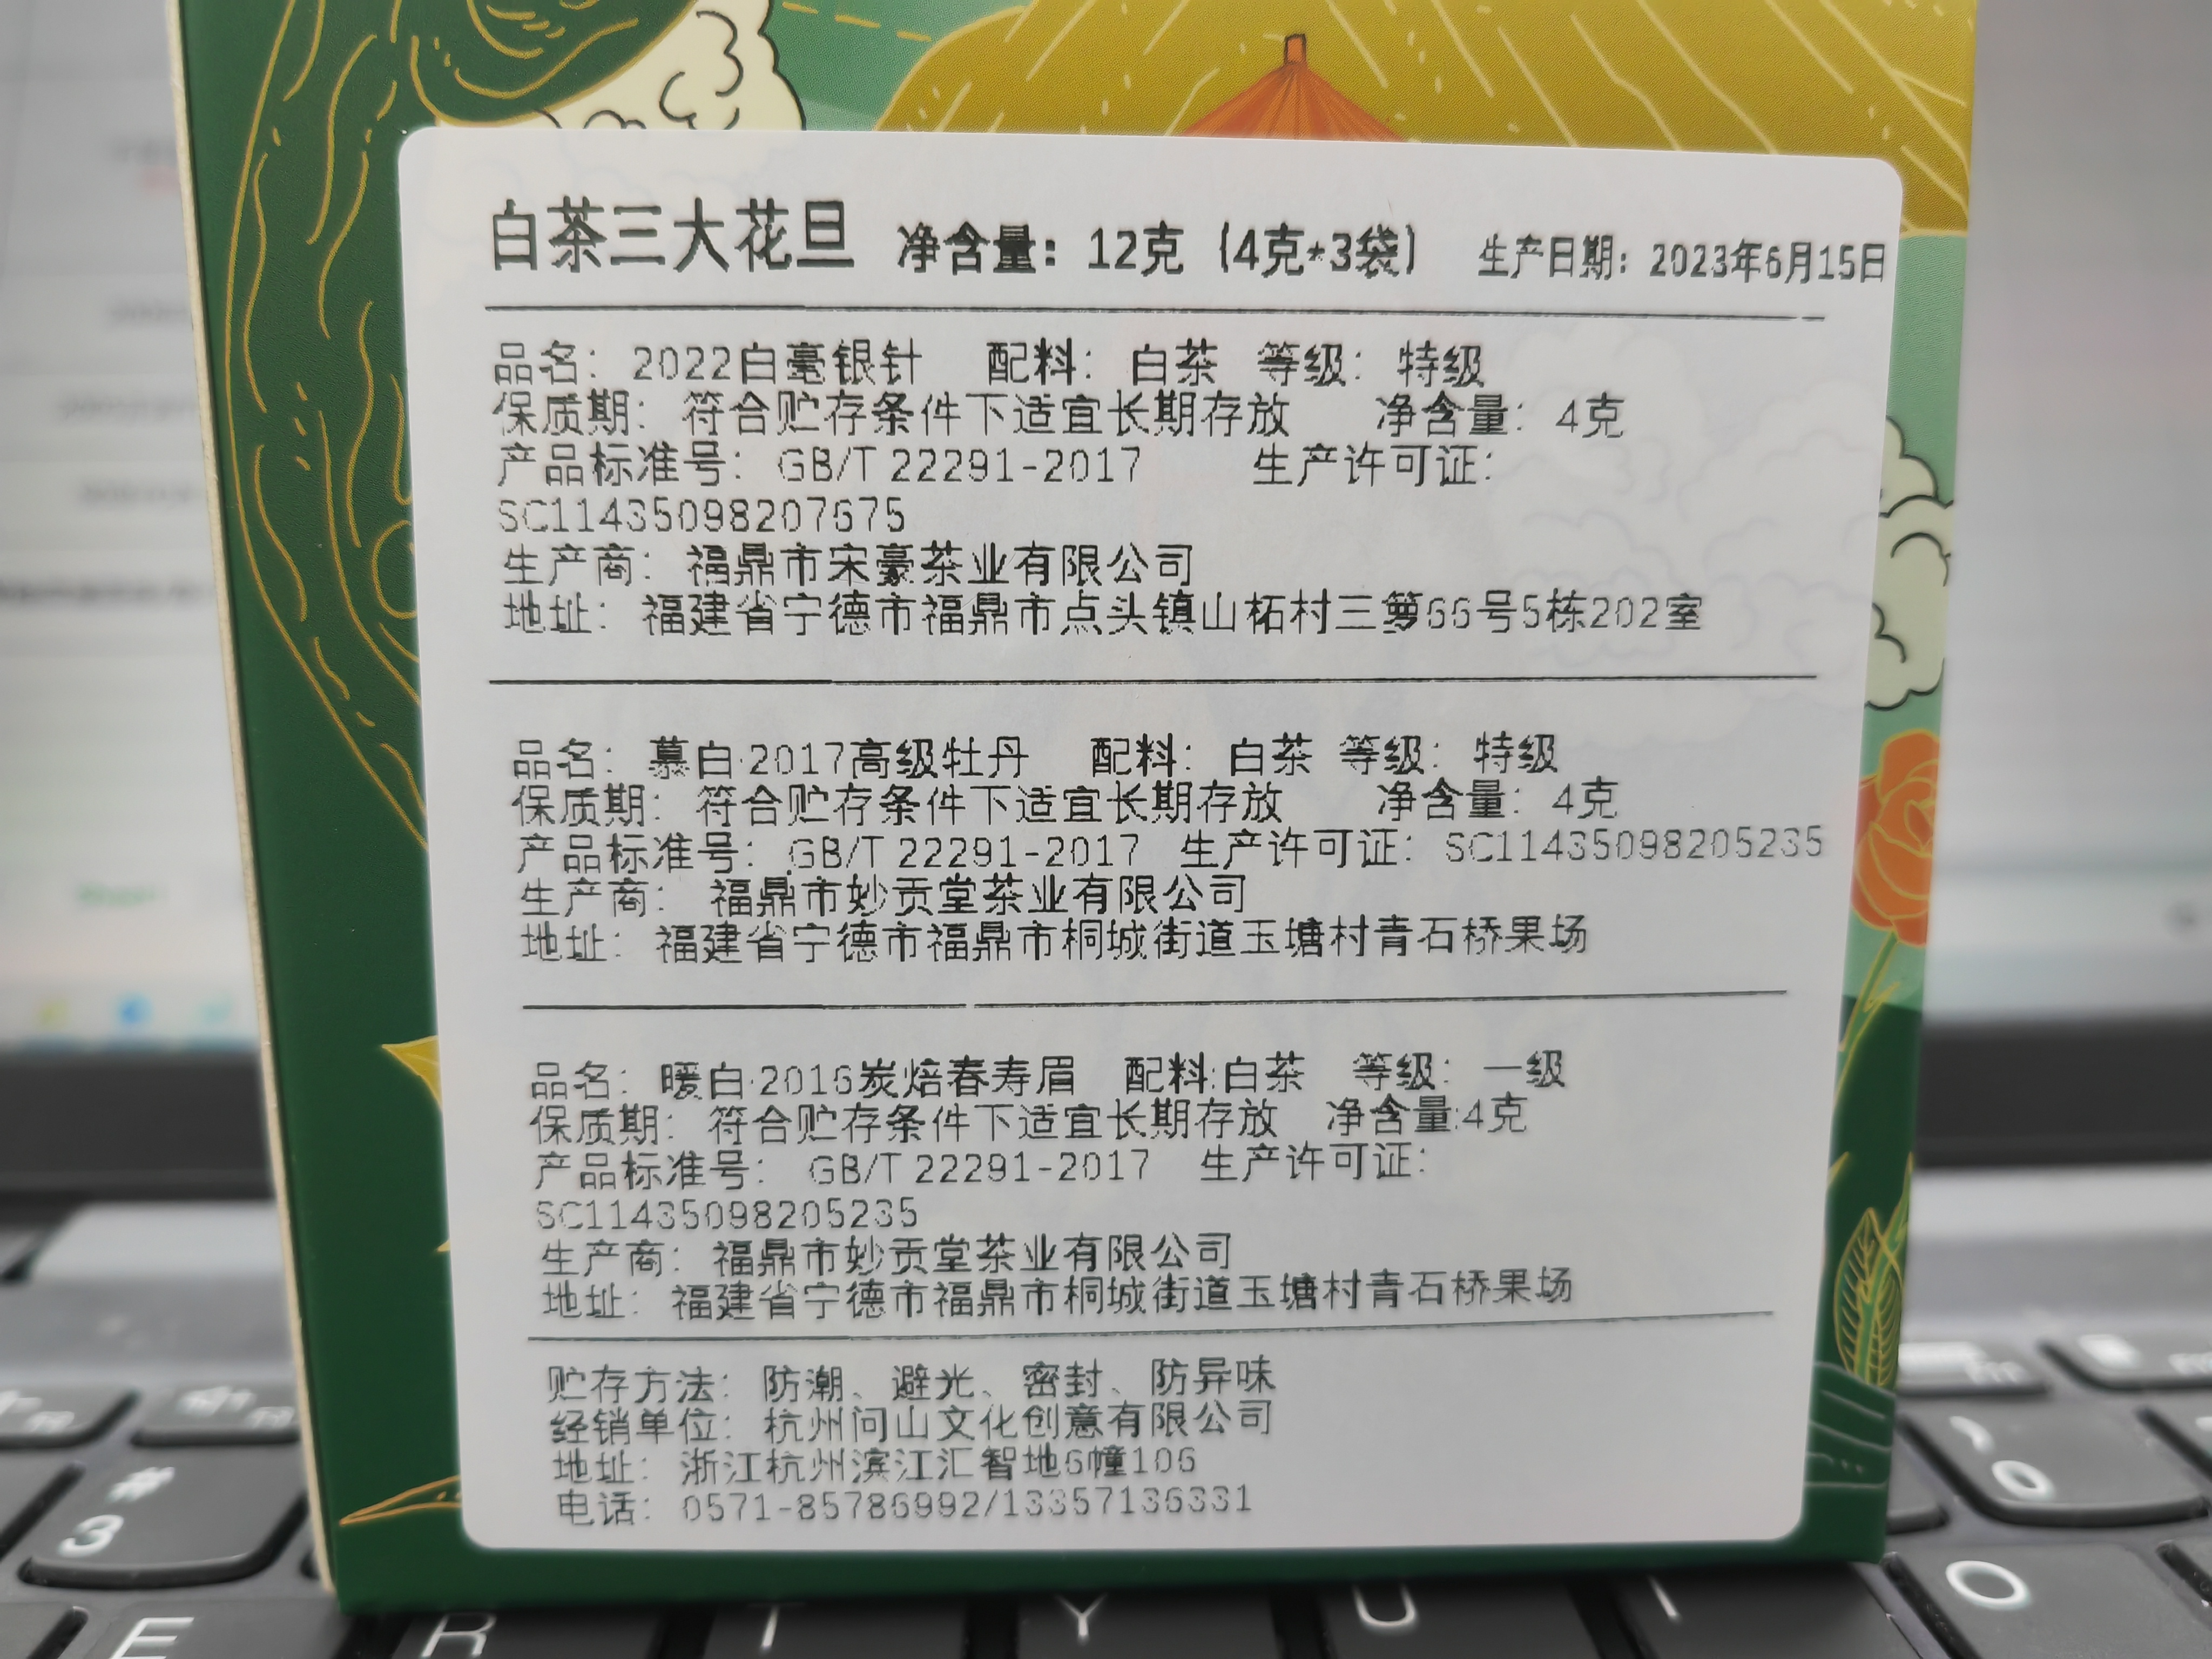 白茶三大花旦 净含量：12克（4克*3袋） 生产日期：2023年6月15日
品名：2022白毫银针 配料：白茶 等级：特级
保质期：符合贮存条件下适宜长期存放 净含量：4克
产品标准号：GB/T 22291-2017 生产许可证：
SC11435098207675
生产商：福鼎市宋豪茶业有限公司
地址：福建省宁德市福鼎市点头镇山柘村三箩66号5栋202室
品名：慕白·2017高级牡丹 配料：白茶 等级：特级
保质期：符合贮存条件下适宜长期存放 净含量：4克
产品标准号：GB/T 22291-2017 生产许可证：SC11435098205235
生产商：福鼎市妙贡堂茶业有限公司
地址：福建省宁德市福鼎市桐城街道玉塘村青石桥果场
品名：暖白·2016炭焙春寿眉 配料:白茶 等级：一级
保质期：符合贮存条件下适宜长期存放 净含量:4克
产品标准号：GB/T 22291-2017 生产许可证：
SC11435098205235
生产商：福鼎市妙贡堂茶业有限公司
地址：福建省宁德市福鼎市桐城街道玉塘村青石桥果场
贮存方法：防潮、避光、密封、防异味
经销单位：杭州问山文化创意有限公司
地址：浙江杭州滨江汇智地6幢106
电话：0571-85786992/13357136331
#
3
9
E R T Y U I O